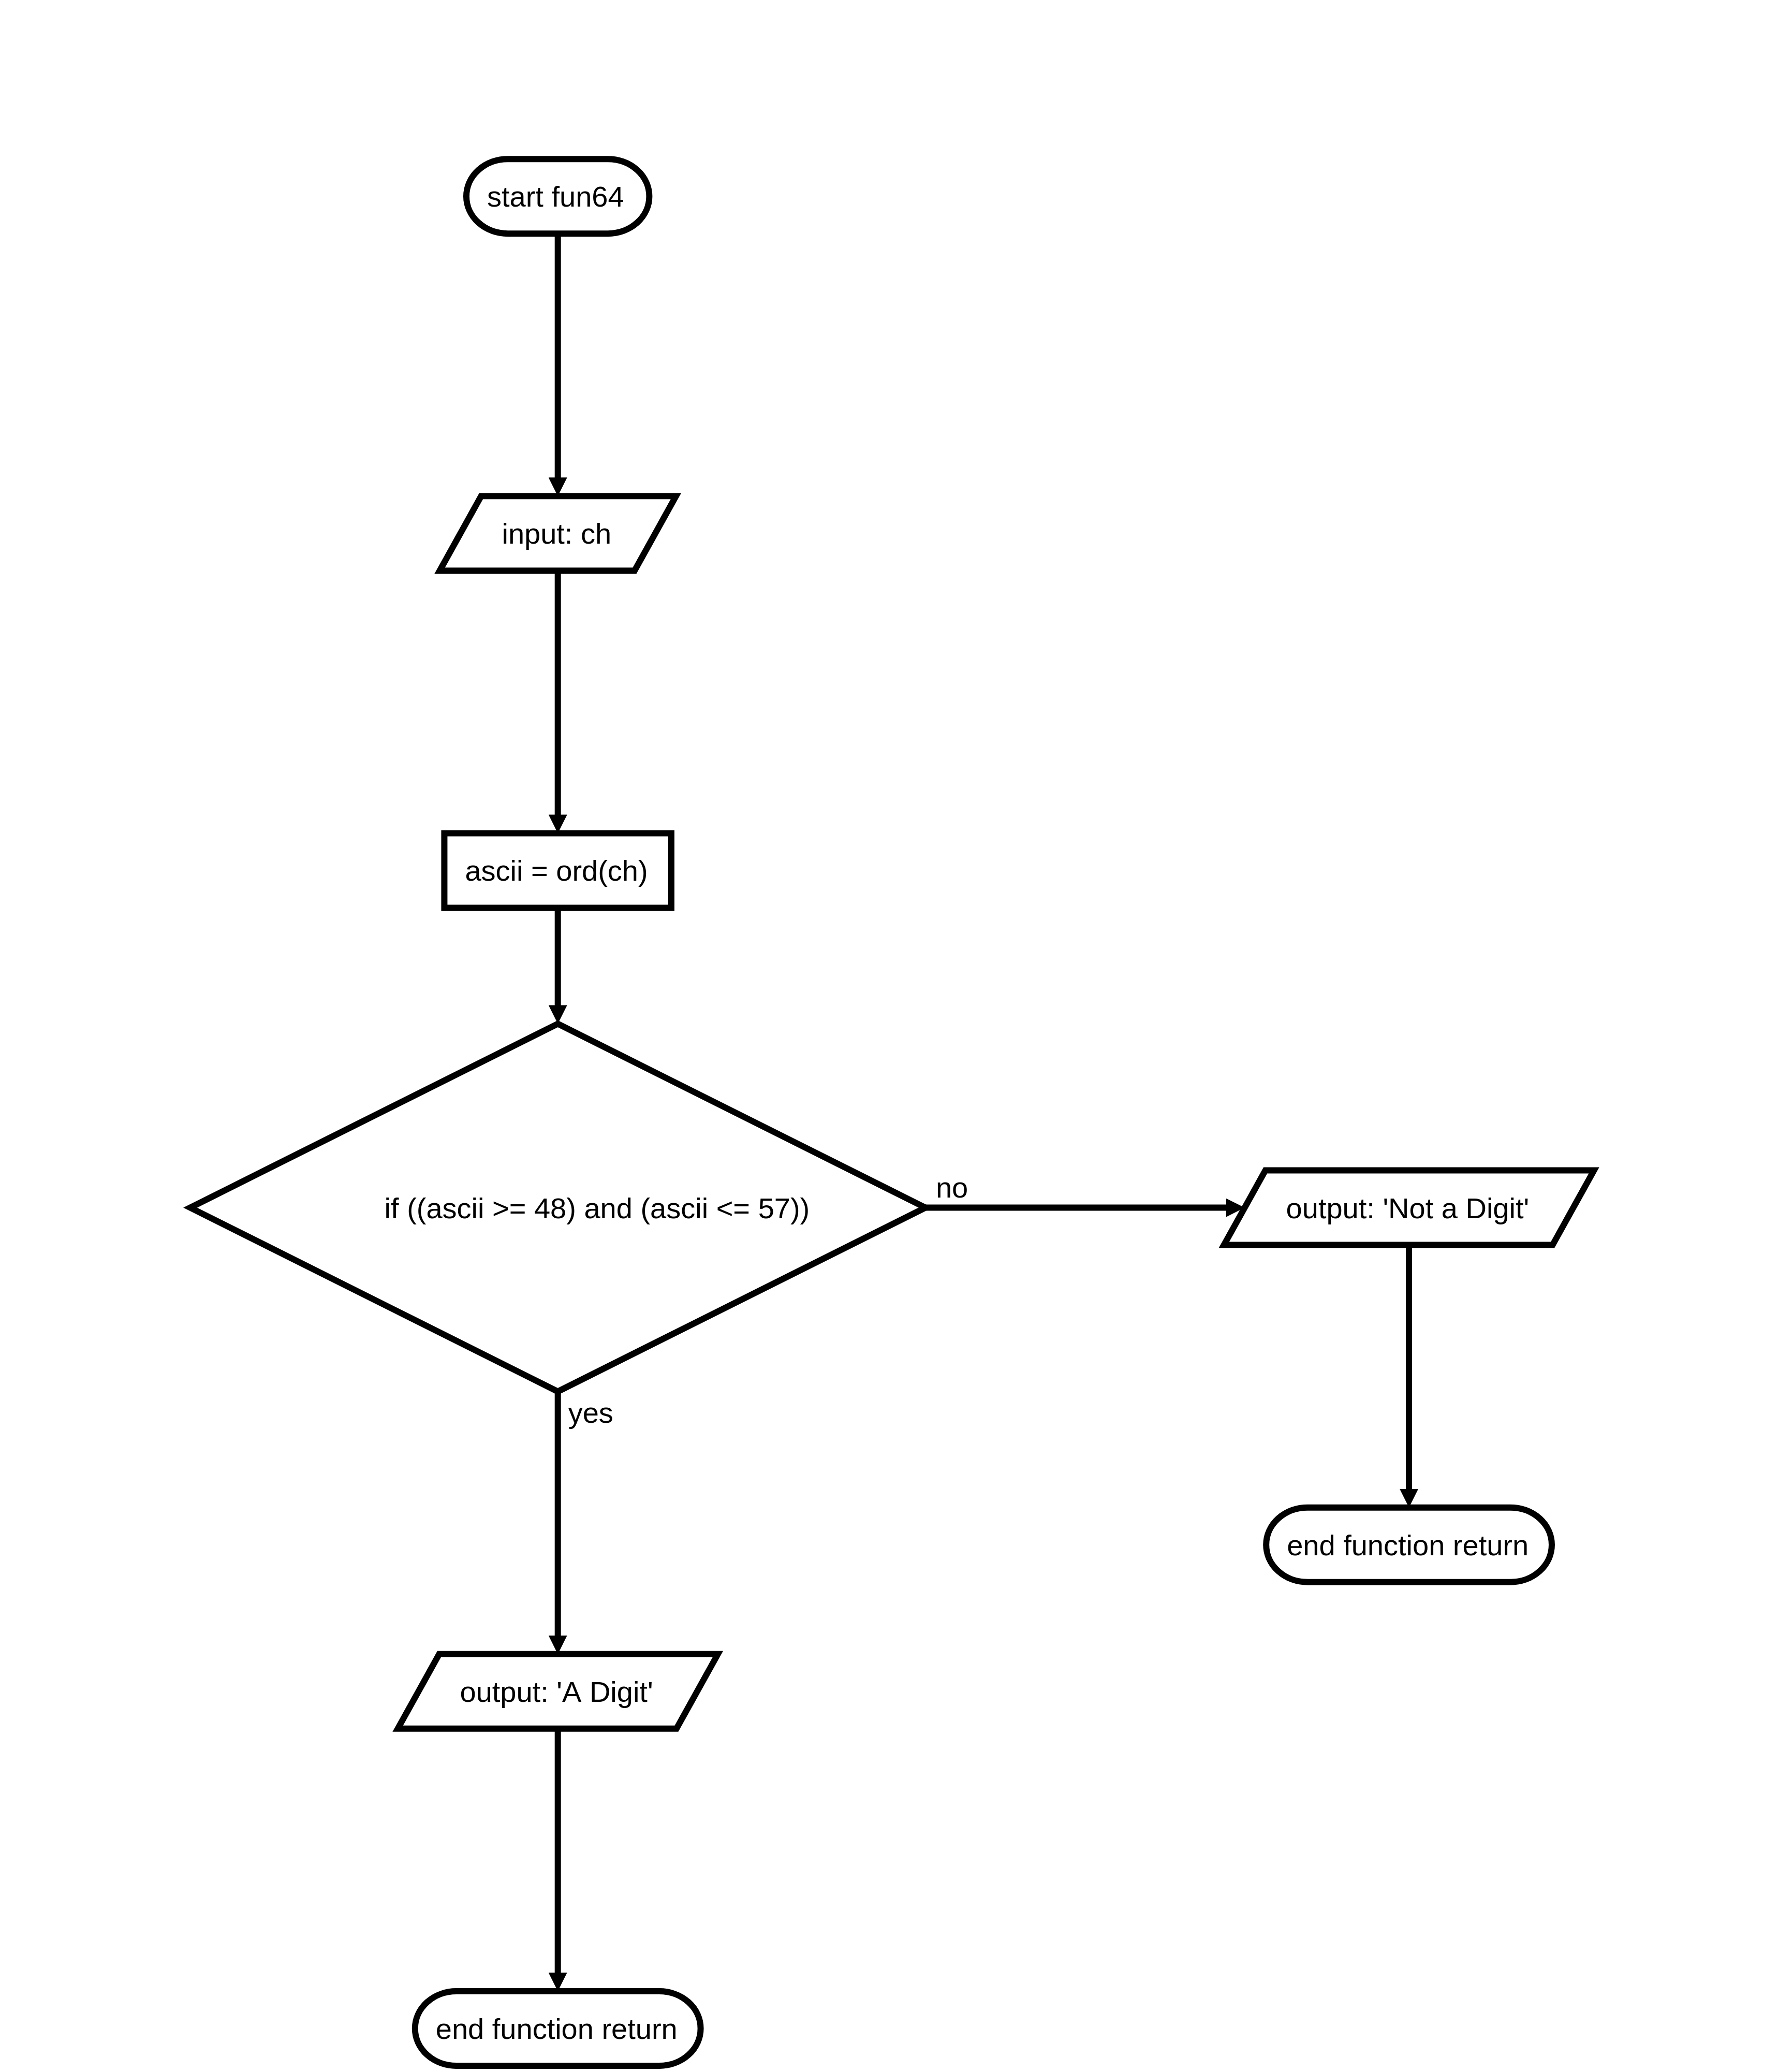 start fun64
input: ch
ascii = ord(ch)
if ((ascii >= 48) and (ascii <= 57))
no
output: 'Not a Digit'
yes
end function return
output: 'A Digit'
end function return